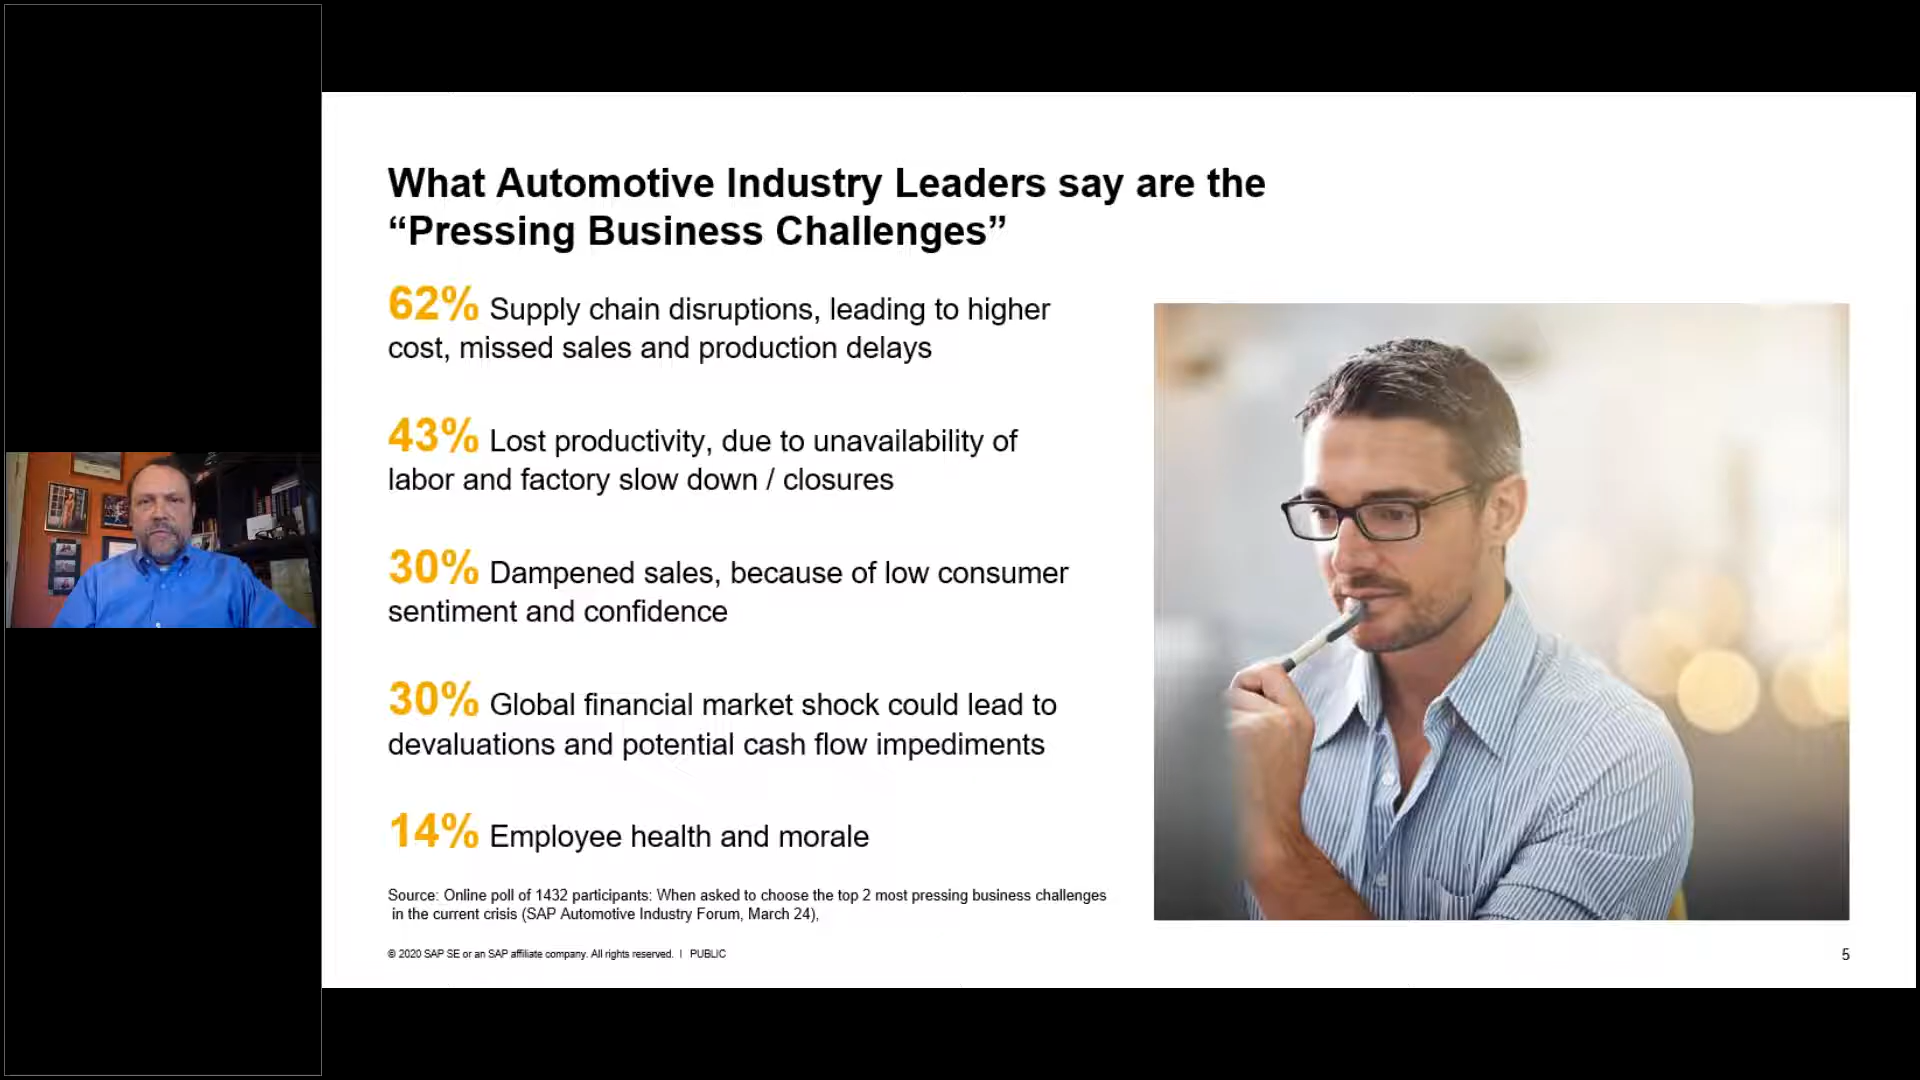 What Automotive Industry Leaders say are the
“Pressing Business Challenges”
62% Supply chain disruptions, leading to higher
cost, missed sales and production delays
43% Lost productivity, due to unavailability of
labor and factory slow down / closures
30% Dampened sales, because of low consumer
sentiment and confidence
30% Global financial market shock could lead to
devaluations and potential cash flow impediments
14% Employee health and morale
Source: Online poll of 1432 participants: When asked to choose the top 2 most pressing business challenges
in the current crisis (SAP Automotive Industry Forum, March 24),
© 2020 SAP SE or an SAP affiliate company. All rights reserved. | PUBLIC
5